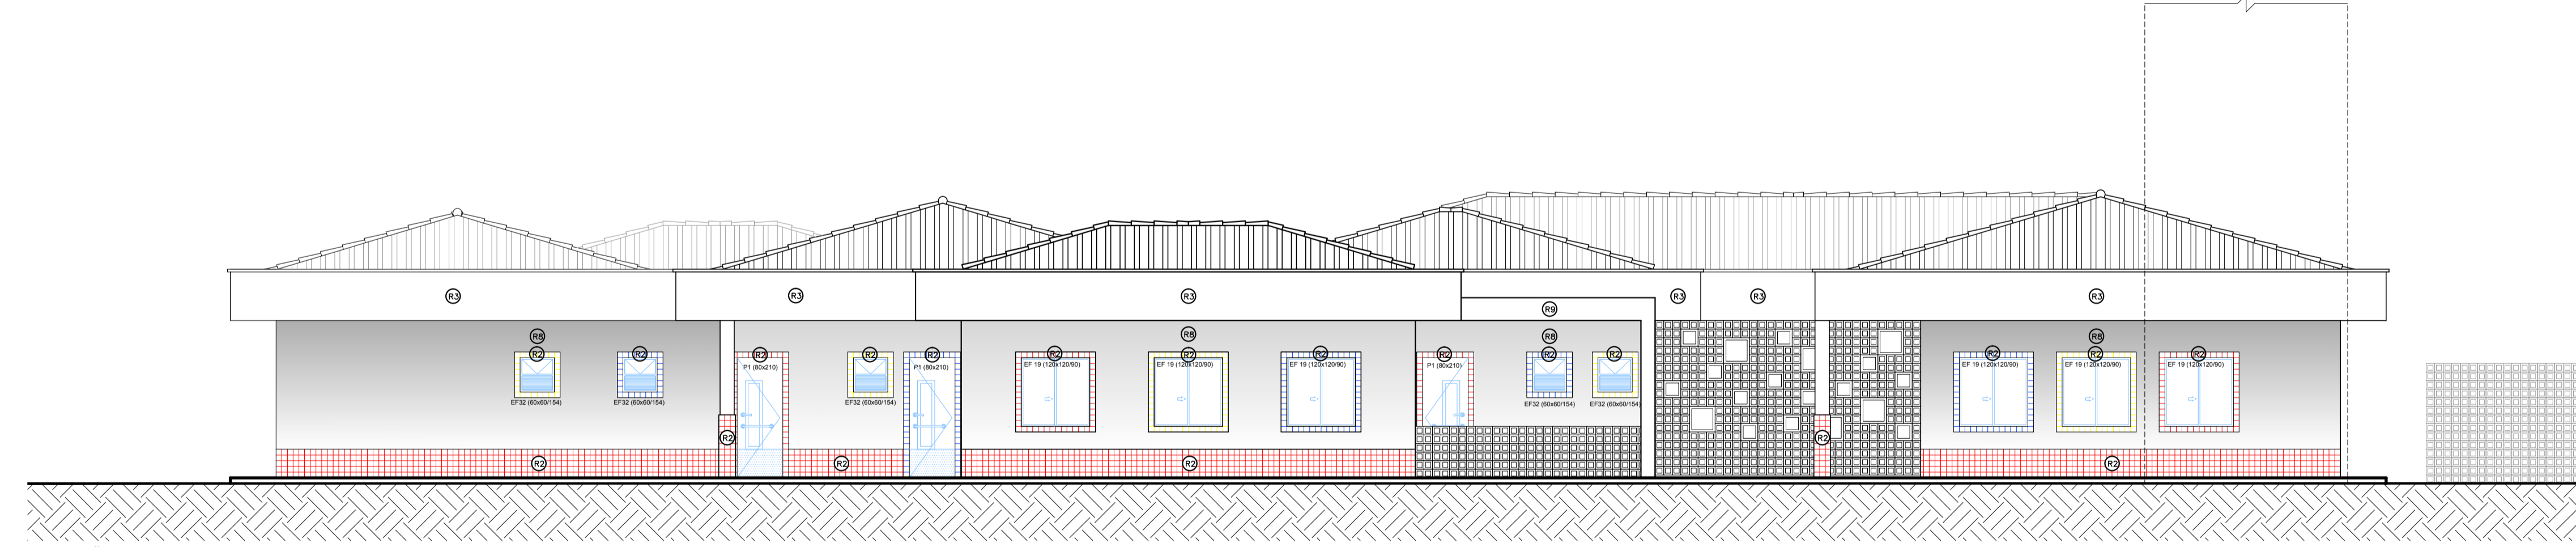 R3
R3
R3
R9
R3
R3
R3
R8
R8
R8
R8
R2
R2
R2
R2
R2
R2
R2
R2
R2
R2
R2
R2
R2
R2
P1 (80x210)
P1 (80x210)
EF 19 (120x120/90)
EF 19 (120x120/90)
EF 19 (120x120/90)
P1 (80x210)
EF 19 (120x120/90)
EF 19 (120x120/90)
EF 19 (120x120/90)
EF32 (60x60/154)
EF32 (60x60/154)
EF32 (60x60/154)
EF32 (60x60/154)
EF32 (60x60/154)
R2
R2
R2
R2
R2
R2